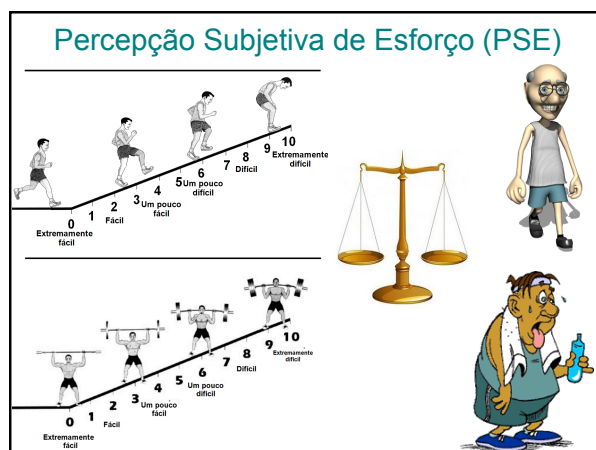 Percepção Subjetiva de Esforço (PSE)
0
Extremamente
fácil
1
2
Fácil
3
4
Um pouco
fácil
5
6
Um pouco
difícil
7
8
Difícil
9
10
Extremamente
difícil
0
Extremamente
fácil
1
2
Fácil
3
4
Um pouco
fácil
5
6
Um pouco
difícil
7
8
Difícil
9
10
Extremamente
difícil